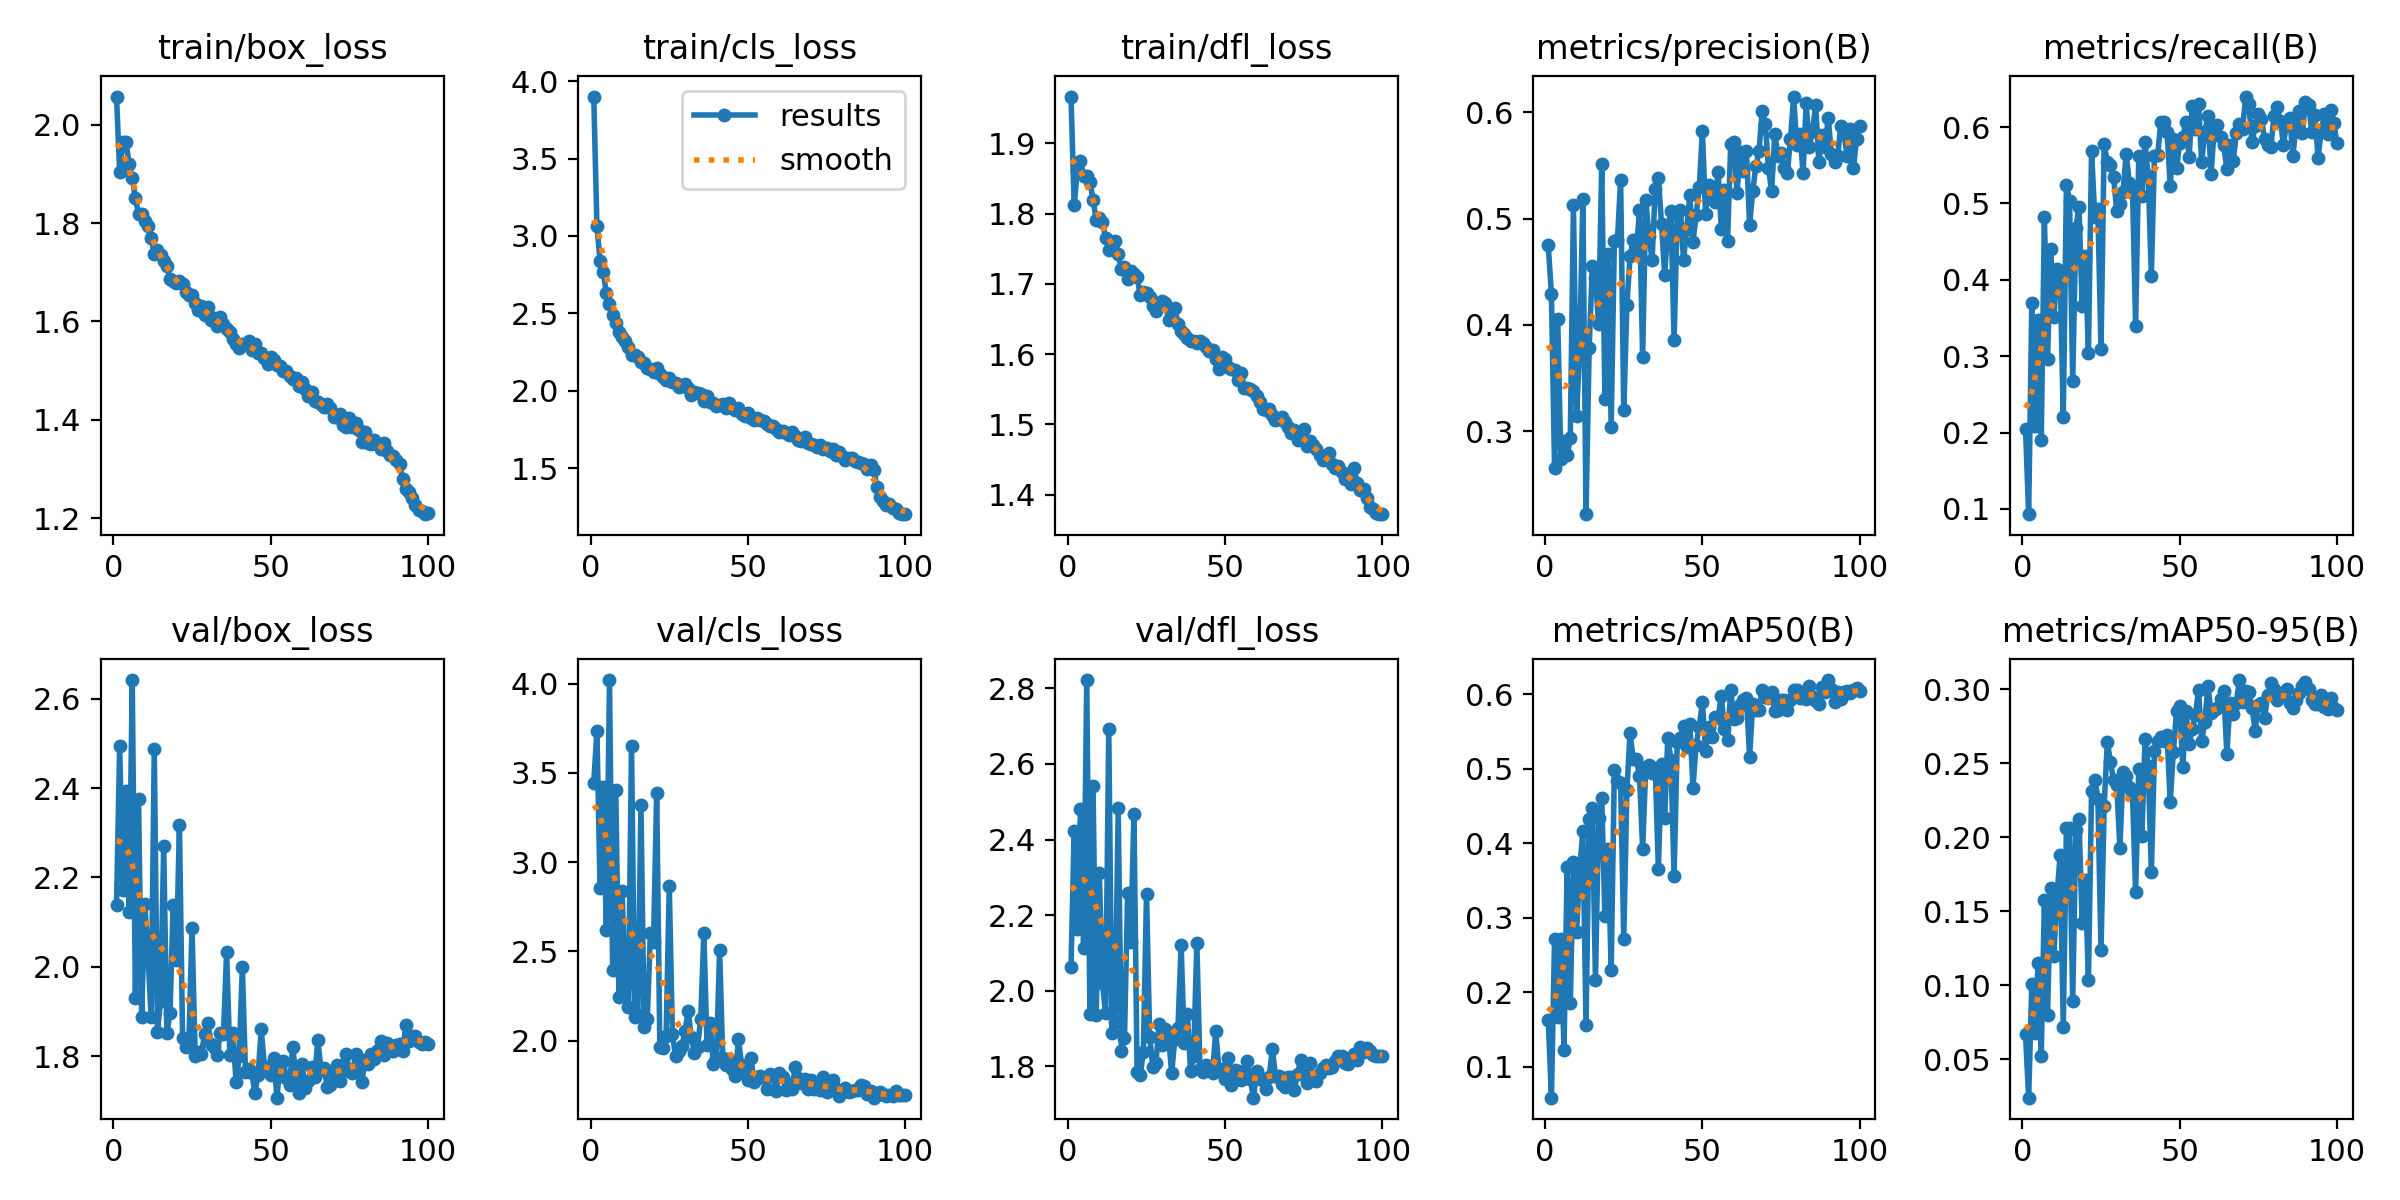 train/box_loss
train/cls_loss
train/dfl_loss
metrics/precision(B)
metrics/recall(B)
results
smooth
2.0
1.8
1.6
1.4
1.2
0 50 100
4.0
3.5
3.0
2.5
2.0
1.5
0 50 100
1.9
1.8
1.7
1.6
1.5
1.4
0 50 100
0.6
0.5
0.4
0.3
0 50 100
0.6
0.5
0.4
0.3
0.2
0.1
0 50 100
val/box_loss
val/cls_loss
val/dfl_loss
metrics/mAP50(B)
metrics/mAP50-95(B)
2.6
2.4
2.2
2.0
1.8
0 50 100
4.0
3.5
3.0
2.5
2.0
0 50 100
2.8
2.6
2.4
2.2
2.0
1.8
0 50 100
0.6
0.5
0.4
0.3
0.2
0.1
0 50 100
0.30
0.25
0.20
0.15
0.10
0.05
0 50 100